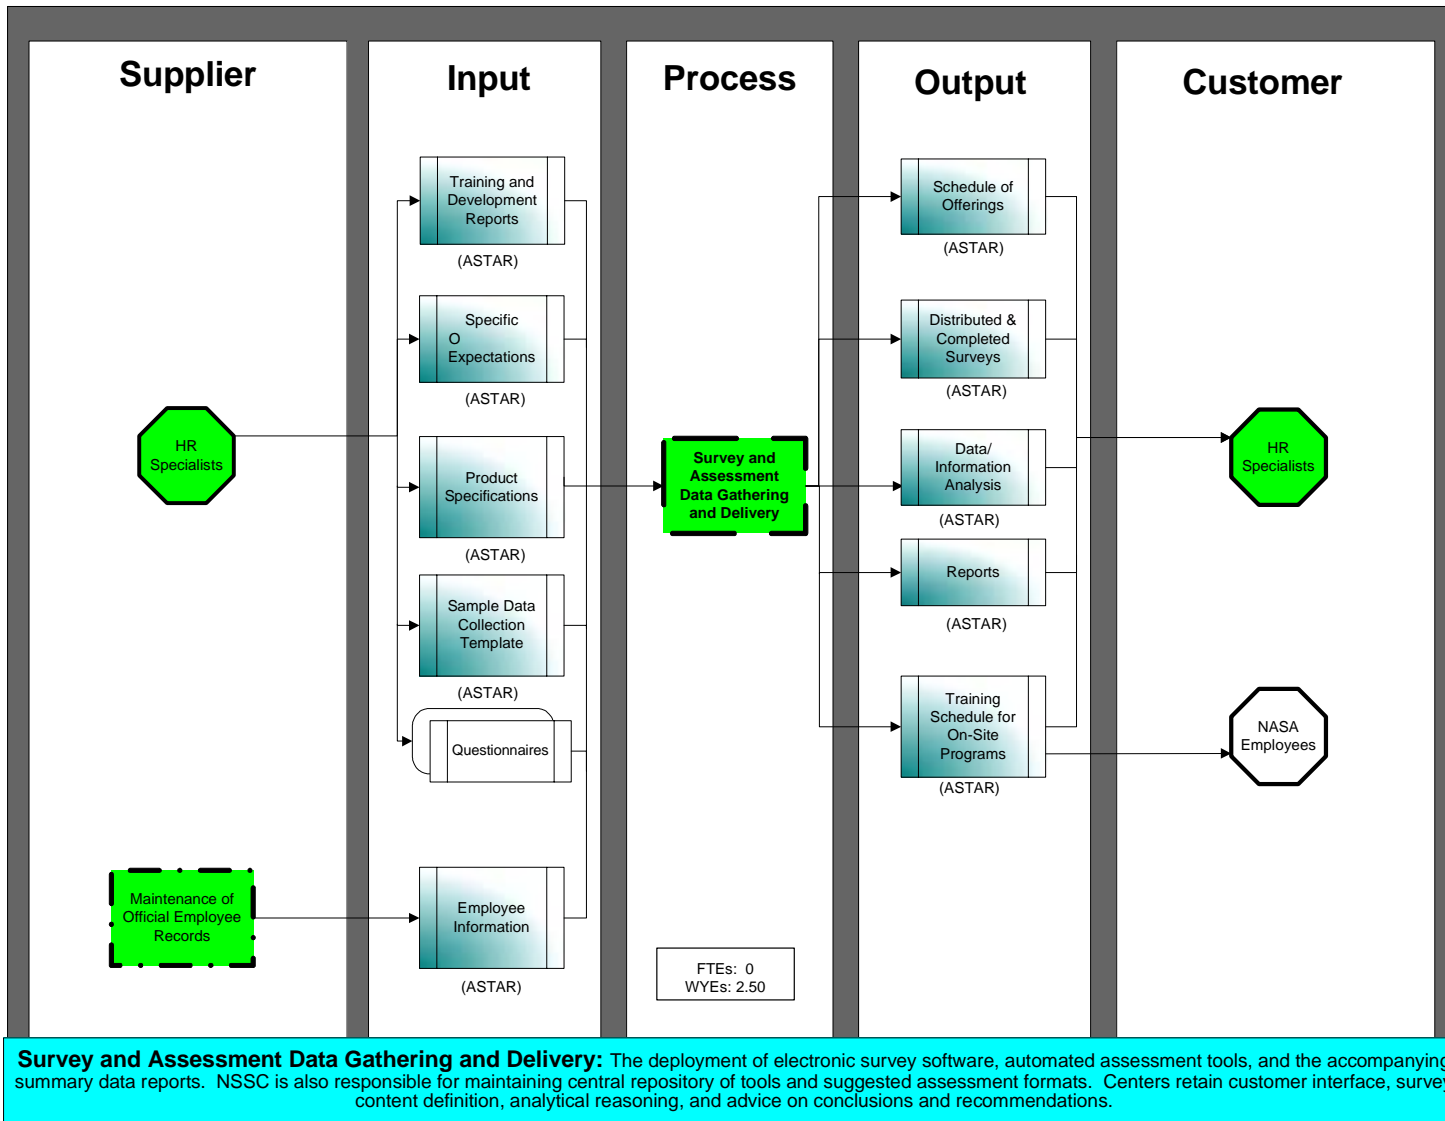 Supplier
Input
Process
Output
Customer
HR
Specialists
Maintenance of
Official Employee
Records
Training and
Development
Reports
(ASTAR)
Specific
O
Expectations
(ASTAR)
Product
Specifications
(ASTAR)
Sample Data
Collection
Template
(ASTAR)
Questionnaires
Employee
Information
(ASTAR)
Survey and
Assessment
Data Gathering
and Delivery
FTEs: 0
WYEs: 2.50
Schedule of
Offerings
(ASTAR)
Distributed &
Completed
Surveys
(ASTAR)
Data/
Information
Analysis
(ASTAR)
Reports
(ASTAR)
Training
Schedule for
On-Site
Programs
(ASTAR)
HR
Specialists
NASA
Employees
Survey and Assessment Data Gathering and Delivery: The deployment of electronic survey software, automated assessment tools, and the accompanying
summary data reports. NSSC is also responsible for maintaining central repository of tools and suggested assessment formats. Centers retain customer interface, survey
content definition, analytical reasoning, and advice on conclusions and recommendations.